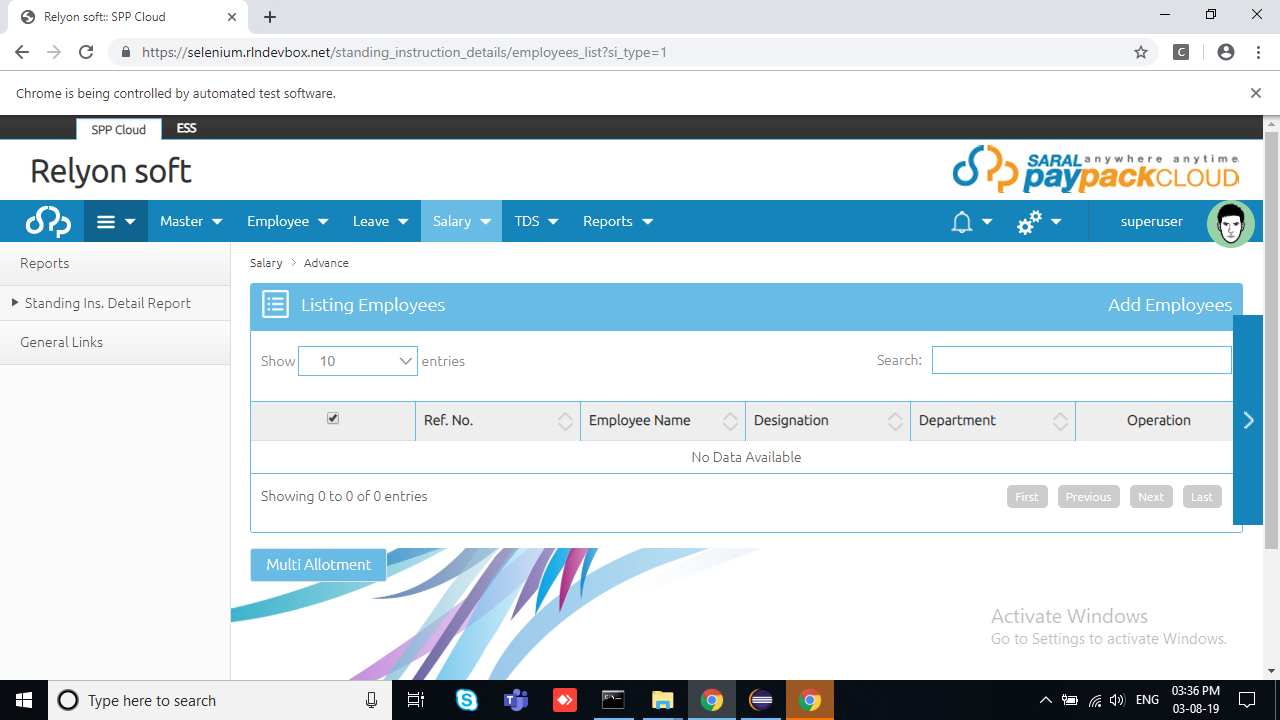 Relyon soft:: SPP Cloud
https://selenium.rlndevbox.net/standing_instruction_details/employees_list?si_type=1
C
Chrome is being controlled by automated test software.
SPP Cloud ESS
Relyon soft
SARAL anywhere anytime
paypackCLOUD
Master Employee Leave Salary TDS Reports superuser
Reports
Salary > Advance
Standing Ins. Detail Report
Listing Employees Add Employees
General Links
Show 10 entries Search:
Ref. No. Employee Name Designation Department Operation
No Data Available
Showing 0 to 0 of 0 entries First Previous Next Last
Multi Allotment
Activate Windows
Go to Settings to activate Windows.
Type here to search
ENG
03:36 PM
03-08-19